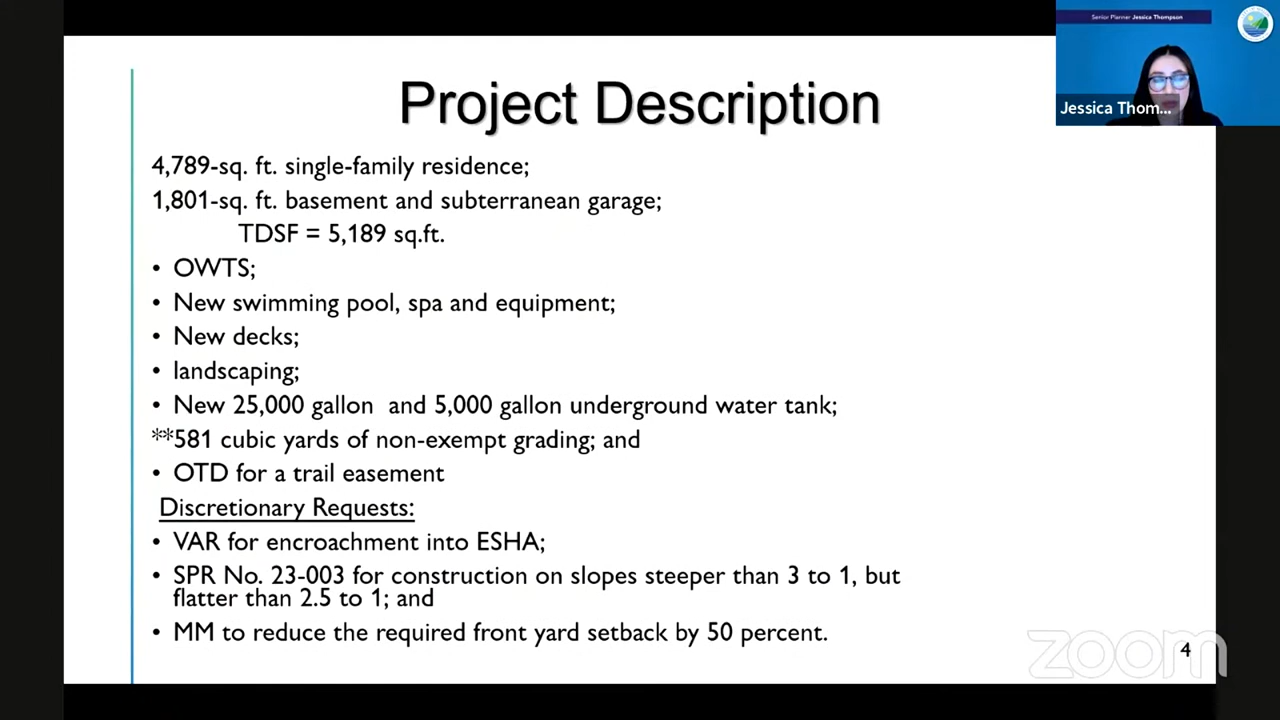 Project Description
4,789-sq. ft. single-family residence;
1,801-sq. ft. basement and subterranean garage;
TDSF = 5,189 sq.ft.
• OWTS;
• New swimming pool, spa and equipment;
• New decks;
• landscaping;
• New 25,000 gallon and 5,000 gallon underground water tank;
**581 cubic yards of non-exempt grading; and
• OTD for a trail easement
Discretionary Requests:
• VAR for encroachment into ESHA;
• SPR No. 23-003 for construction on slopes steeper than 3 to 1, but
flatter than 2.5 to 1; and
• MM to reduce the required front yard setback by 50 percent.
4
zoom
Senior Planner Jessica Thompson
Jessica Thom...